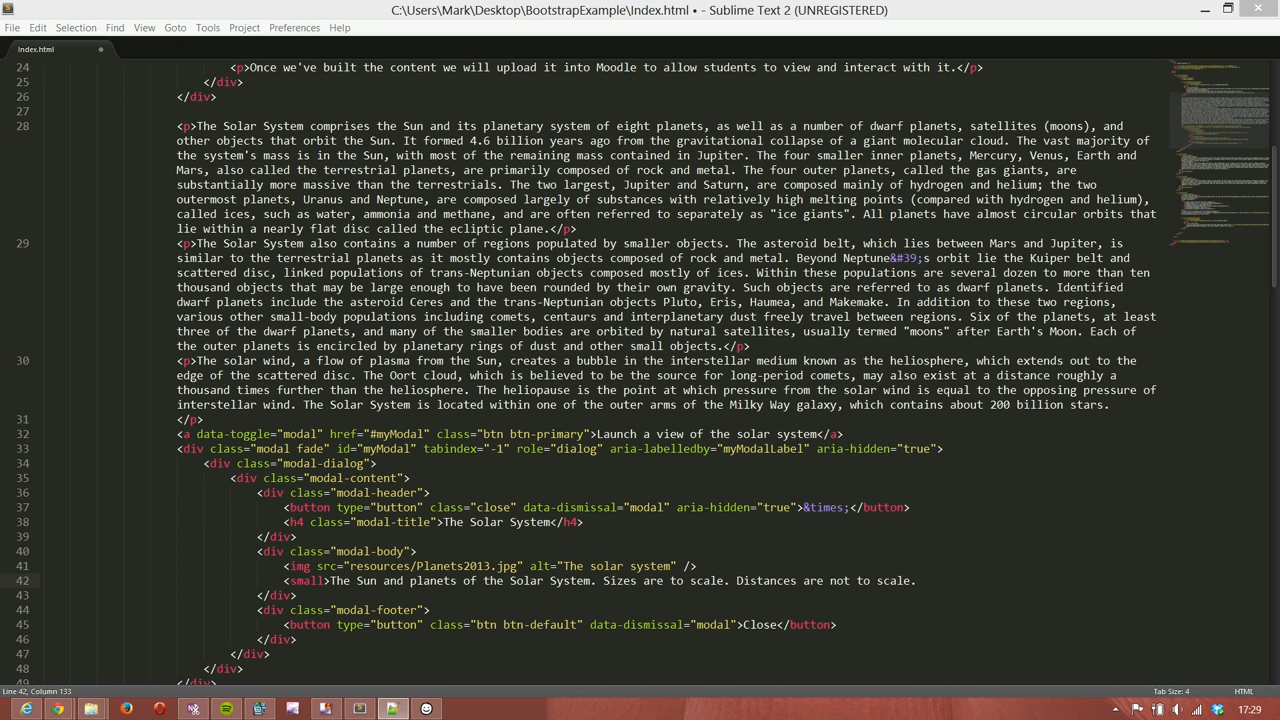 C:\Users\Mark\Desktop\BootstrapExample\Index.html • - Sublime Text 2 (UNREGISTERED)
File Edit Selection Find View Goto Tools Project Preferences Help
Index.html
24 <p>Once we've built the content we will upload it into Moodle to allow students to view and interact with it.</p>
25 </div>
26 </div>
27
28 <p>The Solar System comprises the Sun and its planetary system of eight planets, as well as a number of dwarf planets, satellites (moons), and
other objects that orbit the Sun. It formed 4.6 billion years ago from the gravitational collapse of a giant molecular cloud. The vast majority of
the system's mass is in the Sun, with most of the remaining mass contained in Jupiter. The four smaller inner planets, Mercury, Venus, Earth and
Mars, also called the terrestrial planets, are primarily composed of rock and metal. The four outer planets, called the gas giants, are
substantially more massive than the terrestrials. The two largest, Jupiter and Saturn, are composed mainly of hydrogen and helium; the two
outermost planets, Uranus and Neptune, are composed largely of substances with relatively high melting points (compared with hydrogen and helium),
called ices, such as water, ammonia and methane, and are often referred to separately as "ice giants". All planets have almost circular orbits that
lie within a nearly flat disc called the ecliptic plane.</p>
29 <p>The Solar System also contains a number of regions populated by smaller objects. The asteroid belt, which lies between Mars and Jupiter, is
similar to the terrestrial planets as it mostly contains objects composed of rock and metal. Beyond Neptune&#39;s orbit lie the Kuiper belt and
scattered disc, linked populations of trans-Neptunian objects composed mostly of ices. Within these populations are several dozen to more than ten
thousand objects that may be large enough to have been rounded by their own gravity. Such objects are referred to as dwarf planets. Identified
dwarf planets include the asteroid Ceres and the trans-Neptunian objects Pluto, Eris, Haumea, and Makemake. In addition to these two regions,
various other small-body populations including comets, centaurs and interplanetary dust freely travel between regions. Six of the planets, at least
three of the dwarf planets, and many of the smaller bodies are orbited by natural satellites, usually termed "moons" after Earth's Moon. Each of
the outer planets is encircled by planetary rings of dust and other small objects.</p>
30 <p>The solar wind, a flow of plasma from the Sun, creates a bubble in the interstellar medium known as the heliosphere, which extends out to the
edge of the scattered disc. The Oort cloud, which is believed to be the source for long-period comets, may also exist at a distance roughly a
thousand times further than the heliosphere. The heliopause is the point at which pressure from the solar wind is equal to the opposing pressure of
interstellar wind. The Solar System is located within one of the outer arms of the Milky Way galaxy, which contains about 200 billion stars.
31 </p>
32 <a data-toggle="modal" href="#myModal" class="btn btn-primary">Launch a view of the solar system</a>
33 <div class="modal fade" id="myModal" tabindex="-1" role="dialog" aria-labelledby="myModalLabel" aria-hidden="true">
34 <div class="modal-dialog">
35 <div class="modal-content">
36 <div class="modal-header">
37 <button type="button" class="close" data-dismissal="modal" aria-hidden="true">&times;</button>
38 <h4 class="modal-title">The Solar System</h4>
39 </div>
40 <div class="modal-body">
41 <img src="resources/Planets2013.jpg" alt="The solar system" />
42 <small>The Sun and planets of the Solar System. Sizes are to scale. Distances are not to scale.
43 </div>
44 <div class="modal-footer">
45 <button type="button" class="btn btn-default" data-dismissal="modal">Close</button>
46 </div>
47 </div>
48 </div>
</div>
Line 42, Column 133 Tab Size: 4 HTML
17:29